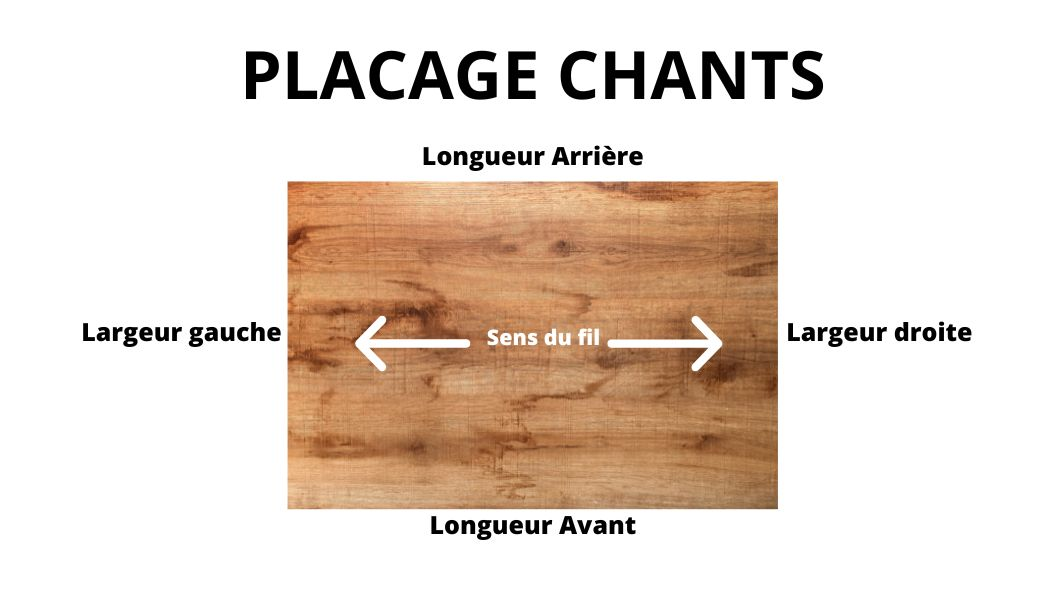 PLACAGE CHANTS
Longueur Arrière
Largeur gauche
Sens du fil
Largeur droite
Longueur Avant